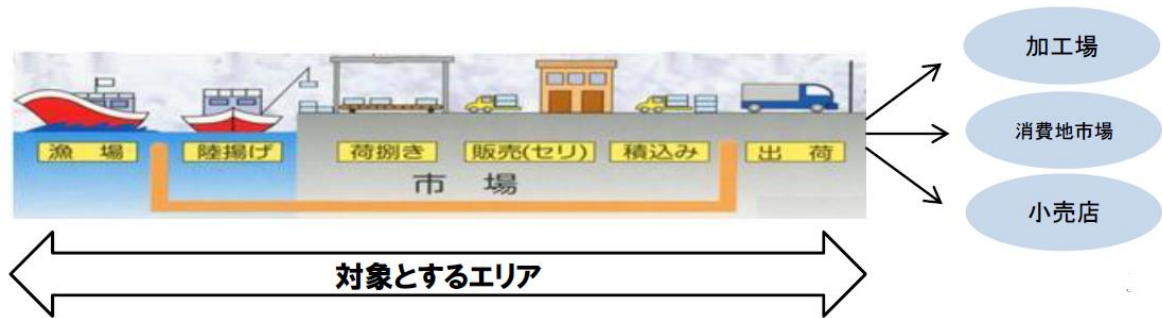 漁場
陸揚げ
荷捌き
販売(セリ)
積込み
出荷
市場
加工場
消費地市場
小売店
対象とするエリア